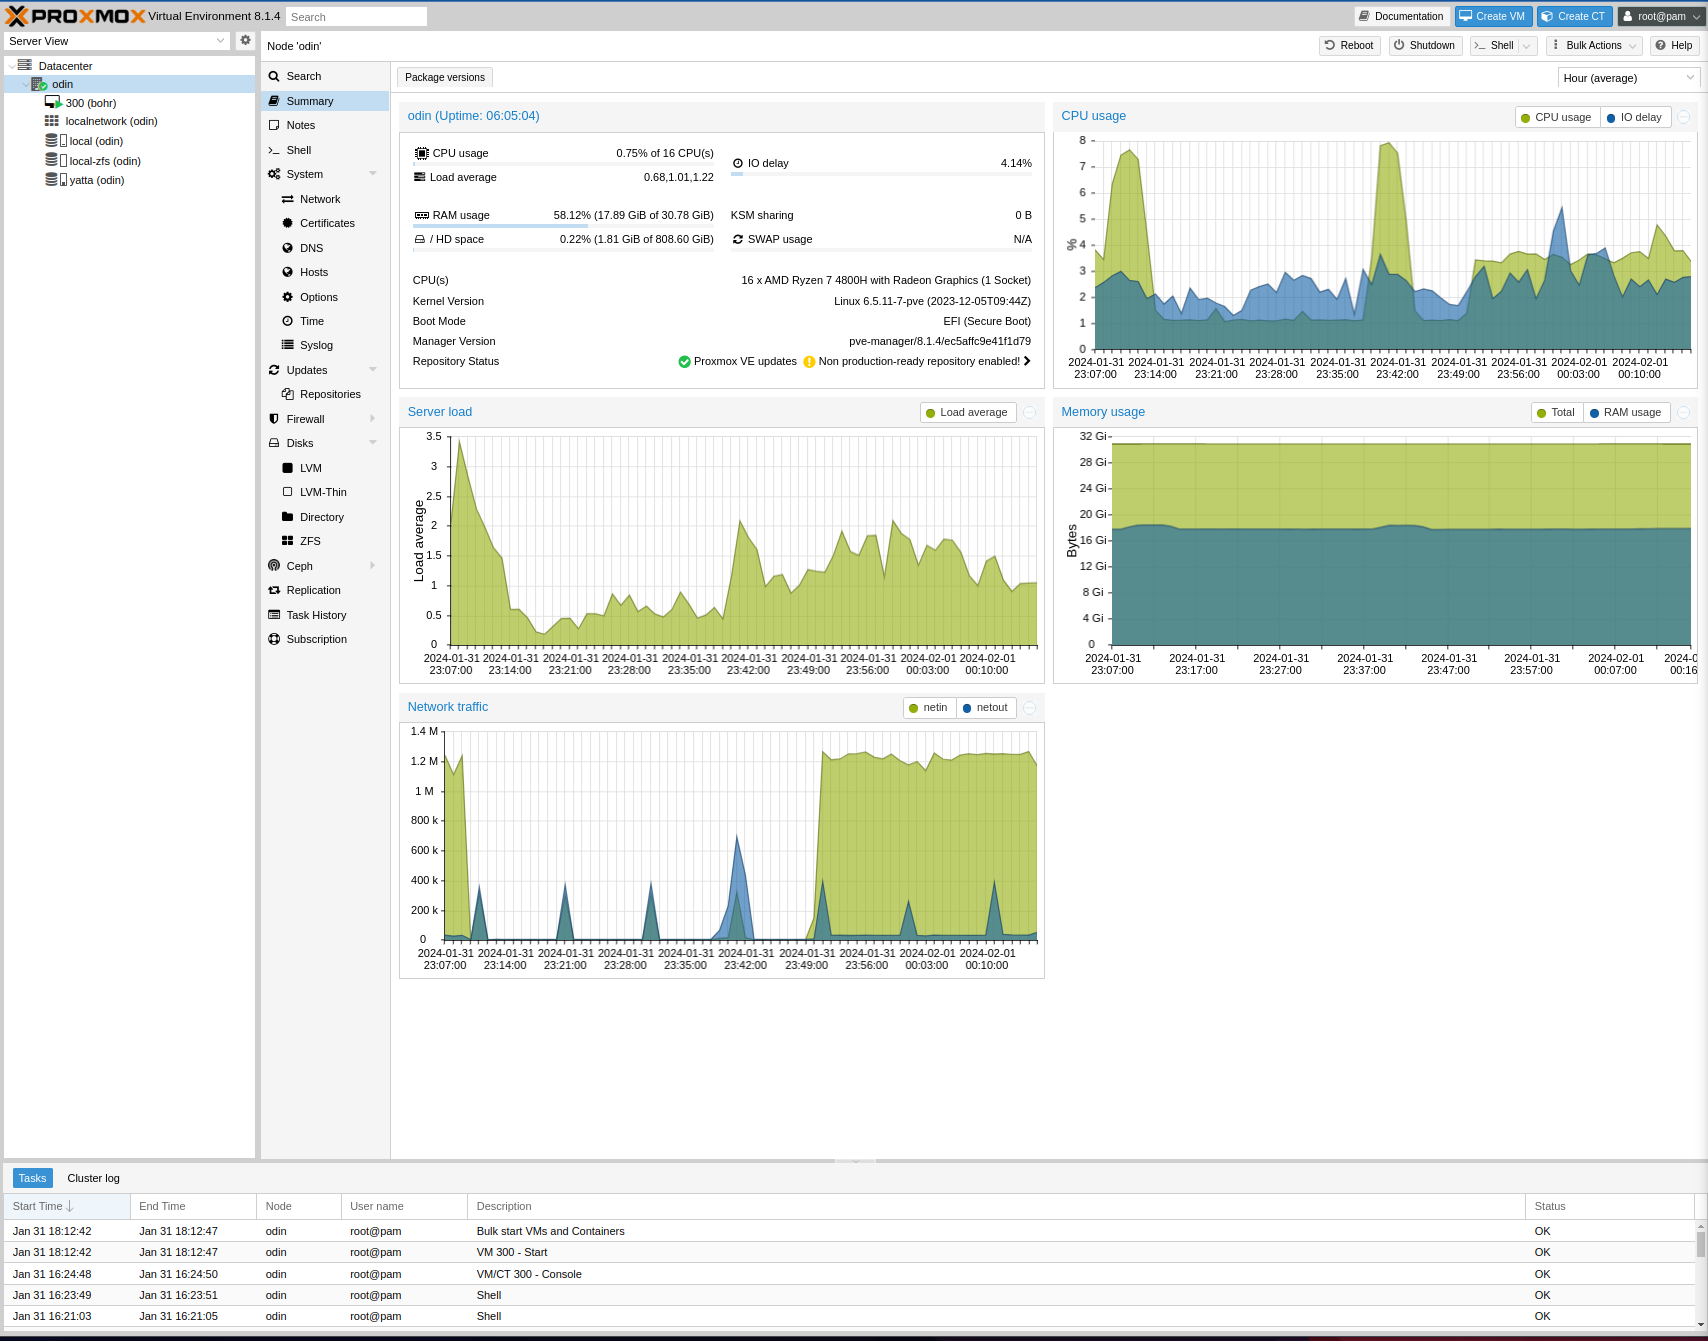 PROXMOX Virtual Environment 8.1.4 Search Documentation Create VM Create CT root@pam
Server View
Datacenter
odin
300 (bohr)
localnetwork (odin)
local (odin)
local-zfs (odin)
yatta (odin)
Node 'odin' Reboot Shutdown Shell Bulk Actions Help
Search
Summary
Notes
Shell
System
Network
Certificates
DNS
Hosts
Options
Time
Syslog
Updates
Repositories
Firewall
Disks
LVM
LVM-Thin
Directory
ZFS
Ceph
Replication
Task History
Subscription
Package versions Hour (average)
odin (Uptime: 06:05:04)
CPU usage 0.75% of 16 CPU(s)
IO delay 4.14%
Load average 0.68,1.01,1.22
RAM usage 58.12% (17.89 GiB of 30.78 GiB)
KSM sharing 0 B
/ HD space 0.22% (1.81 GiB of 808.60 GiB)
SWAP usage N/A
CPU(s) 16 x AMD Ryzen 7 4800H with Radeon Graphics (1 Socket)
Kernel Version Linux 6.5.11-7-pve (2023-12-05T09:44Z)
Boot Mode EFI (Secure Boot)
Manager Version pve-manager/8.1.4/ec5affc9e41f1d79
Repository Status Proxmox VE updates Non production-ready repository enabled!
CPU usage CPU usage IO delay
8
7
6
5
4
3
2
1
0
%
2024-01-31 2024-01-31 2024-01-31 2024-01-31 2024-01-31 2024-01-31 2024-01-31 2024-01-31 2024-02-01 2024-02-01
23:07:00 23:14:00 23:21:00 23:28:00 23:35:00 23:42:00 23:49:00 23:56:00 00:03:00 00:10:00
Server load Load average
3.5
3
2.5
2
1.5
1
0.5
0
Load average
2024-01-31 2024-01-31 2024-01-31 2024-01-31 2024-01-31 2024-01-31 2024-01-31 2024-01-31 2024-02-01 2024-02-01
23:07:00 23:14:00 23:21:00 23:28:00 23:35:00 23:42:00 23:49:00 23:56:00 00:03:00 00:10:00
Memory usage Total RAM usage
32 Gi
28 Gi
24 Gi
20 Gi
16 Gi
12 Gi
8 Gi
4 Gi
0
Bytes
2024-01-31 2024-01-31 2024-01-31 2024-01-31 2024-01-31 2024-01-31 2024-02-01 2024-0
23:07:00 23:17:00 23:27:00 23:37:00 23:47:00 23:57:00 00:07:00 00:16
Network traffic netin netout
1.4 M
1.2 M
1 M
800 k
600 k
400 k
200 k
0
2024-01-31 2024-01-31 2024-01-31 2024-01-31 2024-01-31 2024-01-31 2024-01-31 2024-01-31 2024-02-01 2024-02-01
23:07:00 23:14:00 23:21:00 23:28:00 23:35:00 23:42:00 23:49:00 23:56:00 00:03:00 00:10:00
Tasks Cluster log
Start Time End Time Node User name Description Status
Jan 31 18:12:42 Jan 31 18:12:47 odin root@pam Bulk start VMs and Containers OK
Jan 31 18:12:42 Jan 31 18:12:47 odin root@pam VM 300 - Start OK
Jan 31 16:24:48 Jan 31 16:24:50 odin root@pam VM/CT 300 - Console OK
Jan 31 16:23:49 Jan 31 16:23:51 odin root@pam Shell OK
Jan 31 16:21:03 Jan 31 16:21:05 odin root@pam Shell OK